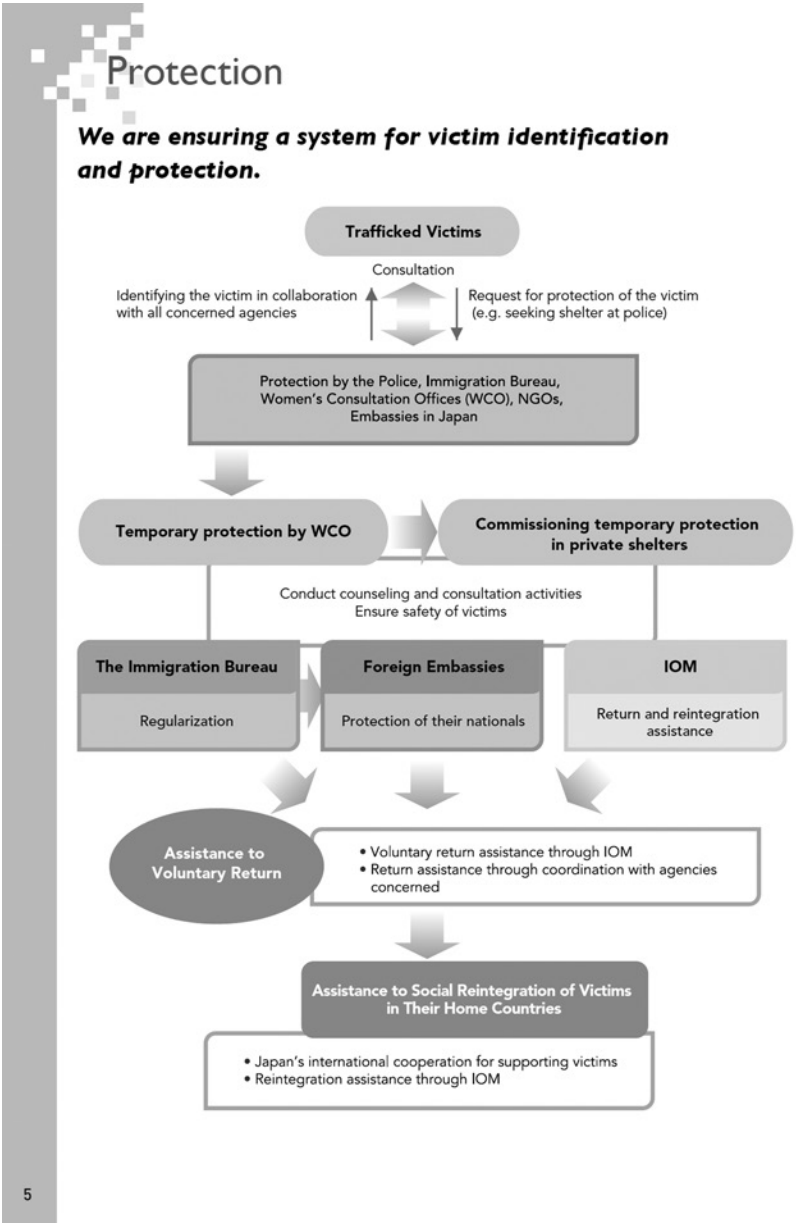 Protection
We are ensuring a system for victim identification
and protection.
Trafficked Victims
Consultation
Identifying the victim in collaboration
with all concerned agencies
Request for protection of the victim
(e.g. seeking shelter at police)
Protection by the Police, Immigration Bureau,
Women's Consultation Offices (WCO), NGOs,
Embassies in Japan
Temporary protection by WCO
Commissioning temporary protection
in private shelters
Conduct counseling and consultation activities
Ensure safety of victims
The Immigration Bureau
Regularization
Foreign Embassies
Protection of their nationals
IOM
Return and reintegration
assistance
Assistance to
Voluntary Return
• Voluntary return assistance through IOM
• Return assistance through coordination with agencies
concerned
Assistance to Social Reintegration of Victims
in Their Home Countries
• Japan's international cooperation for supporting victims
• Reintegration assistance through IOM
5